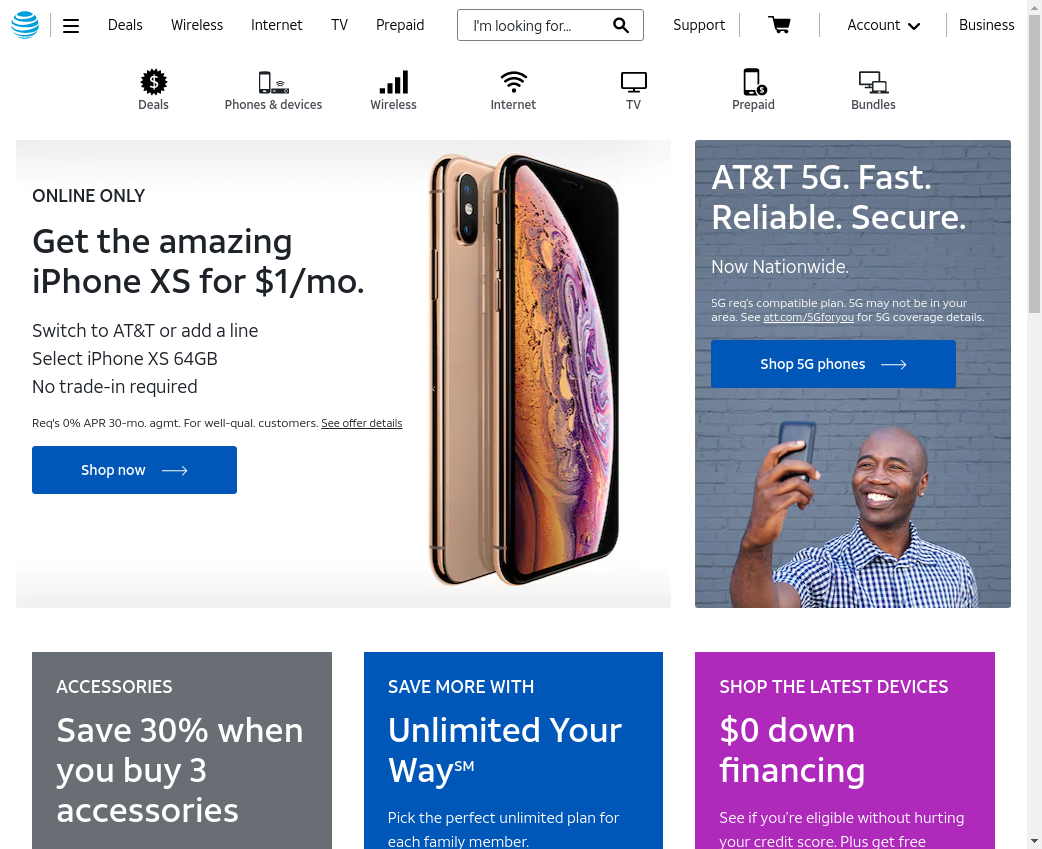 Deals Wireless Internet TV Prepaid I'm looking for... Support Account Business
Deals Phones & devices Wireless Internet TV Prepaid Bundles
ONLINE ONLY
Get the amazing
iPhone XS for $1/mo.
Switch to AT&T or add a line
Select iPhone XS 64GB
No trade-in required
Req's 0% APR 30-mo. agmt. For well-qual. customers. See offer details
Shop now
AT&T 5G. Fast.
Reliable. Secure.
Now Nationwide.
5G req's compatible plan. 5G may not be in your
area. See att.com/5Gforyou for 5G coverage details.
Shop 5G phones
ACCESSORIES
Save 30% when
you buy 3
accessories
SAVE MORE WITH
Unlimited Your
Way℠
Pick the perfect unlimited plan for
each family member.
SHOP THE LATEST DEVICES
$0 down
financing
See if you're eligible without hurting
your credit score. Plus get free